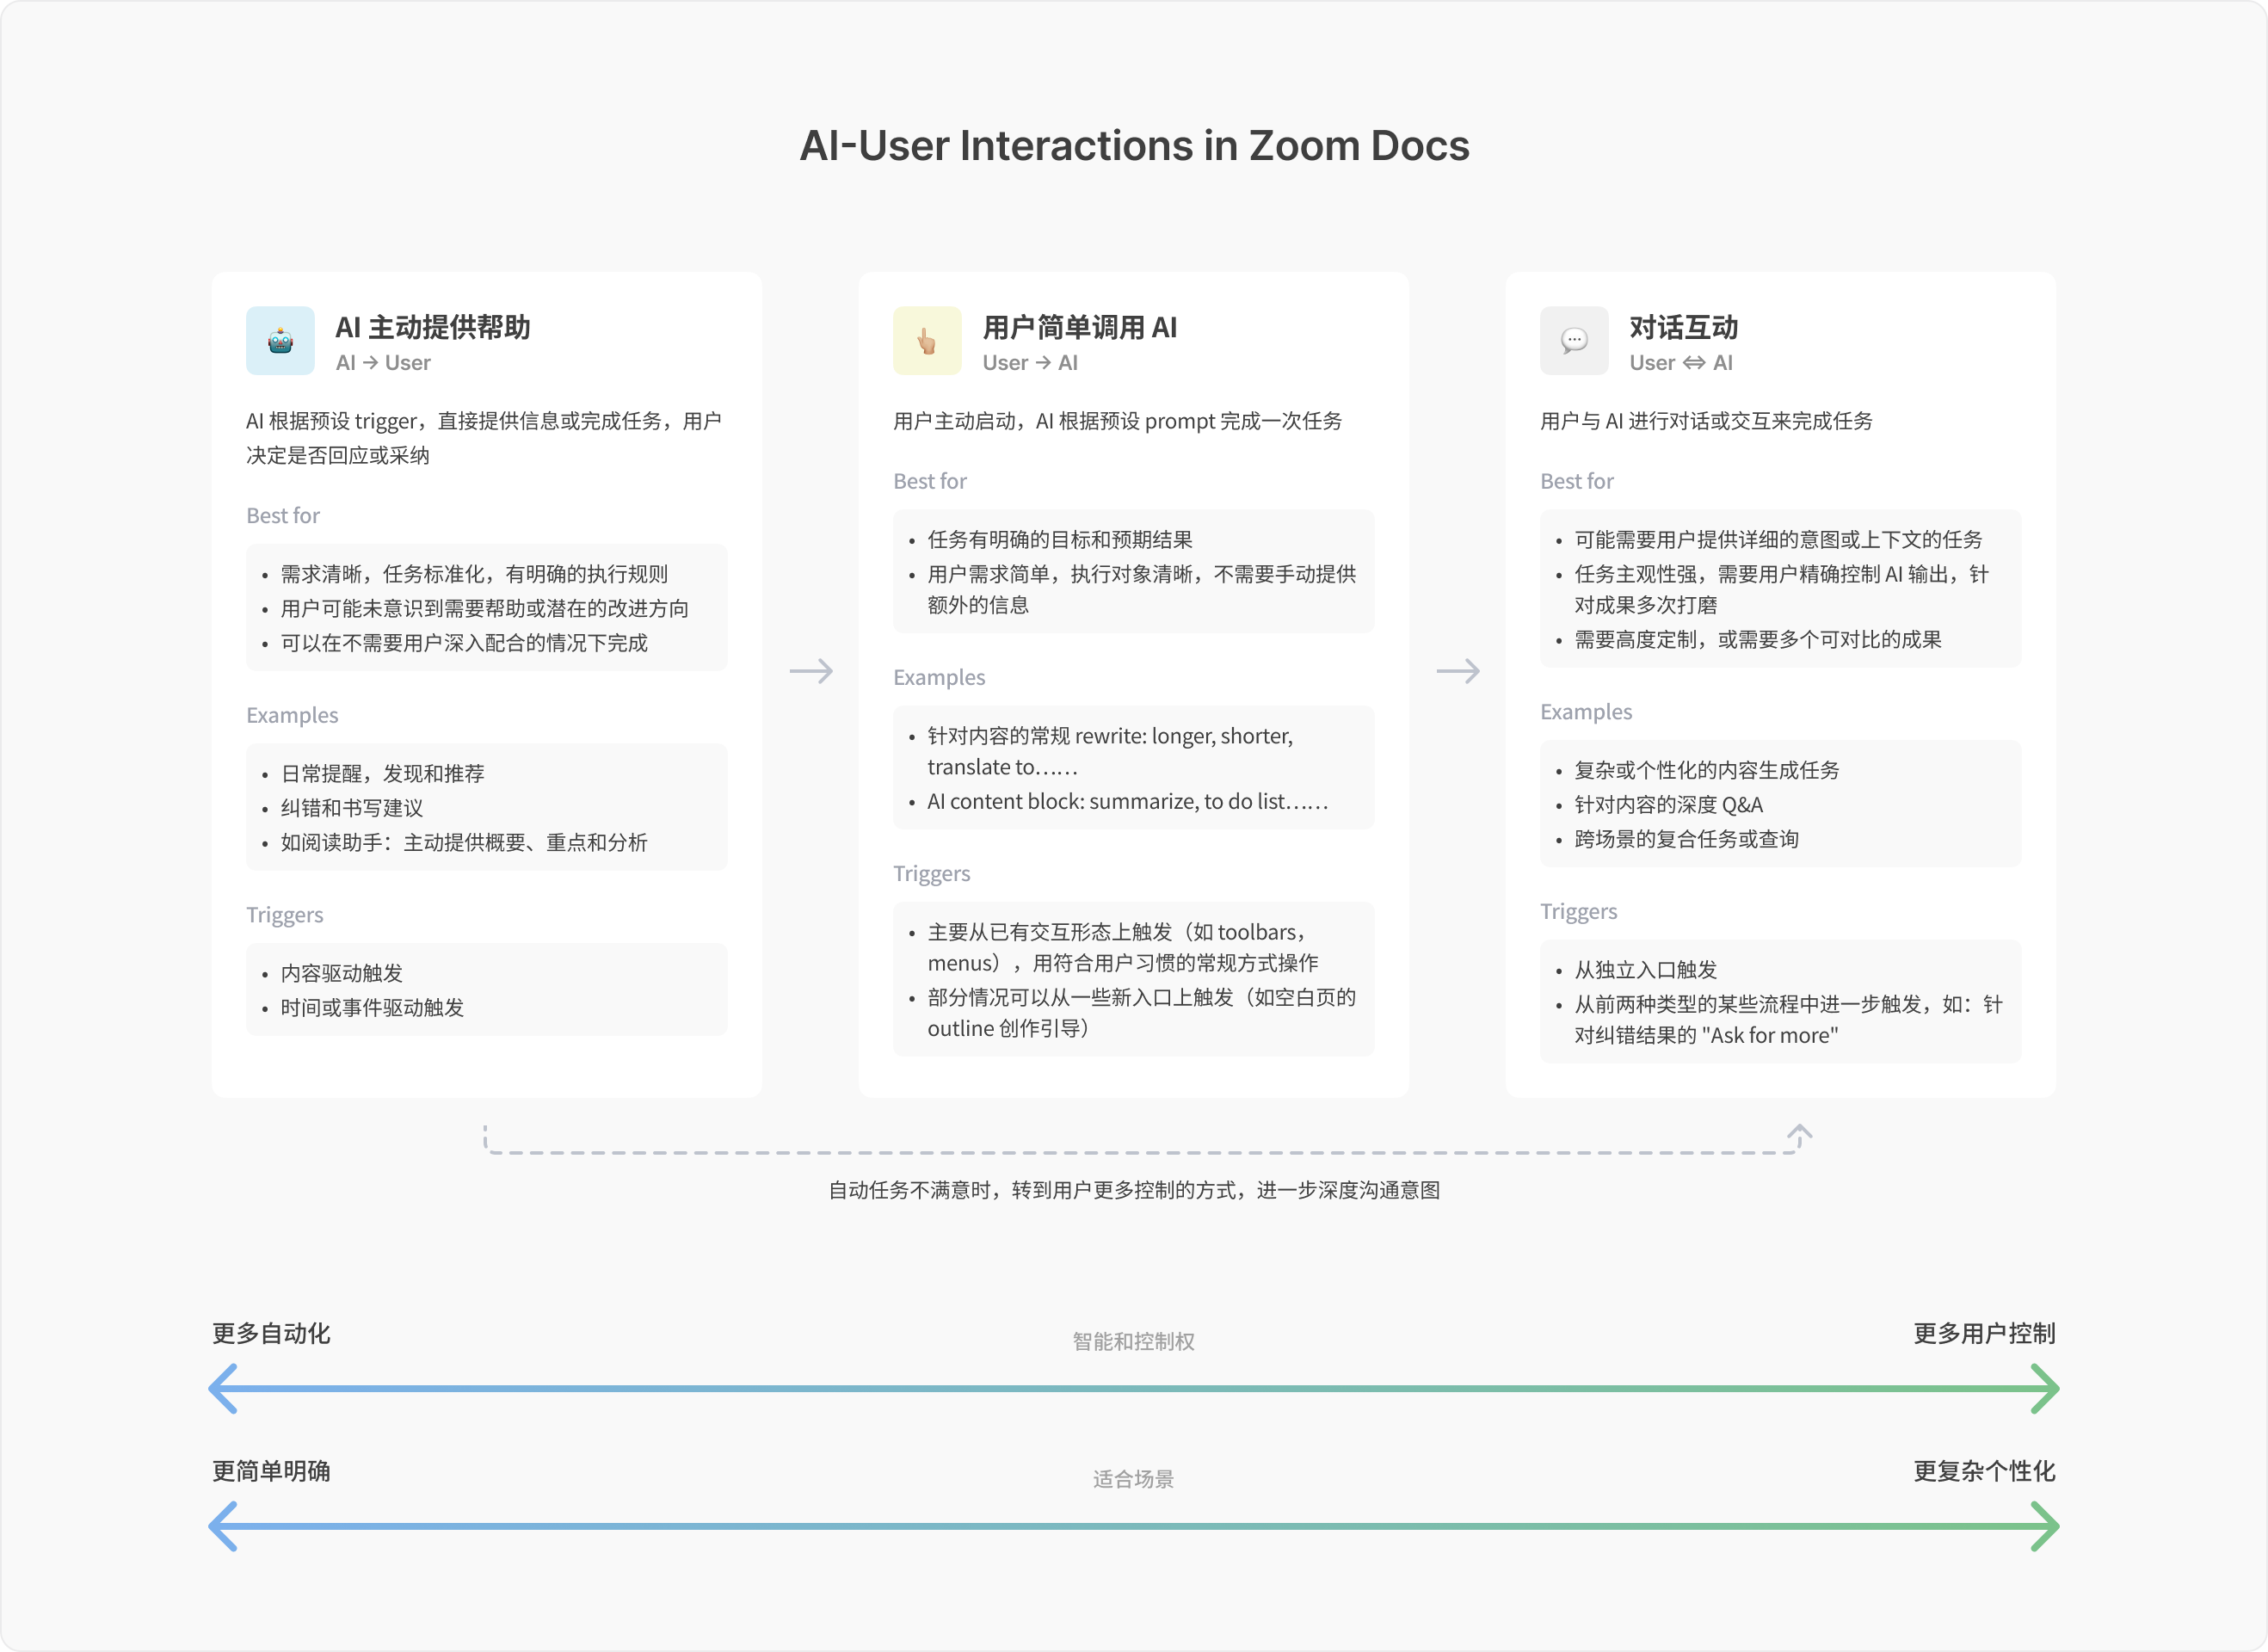 AI-User Interactions in Zoom Docs
AI 主动提供帮助
AI → User
AI 根据预设 trigger，直接提供信息或完成任务，用户
决定是否回应或采纳
Best for
• 需求清晰，任务标准化，有明确的执行规则
• 用户可能未意识到需要帮助或潜在的改进方向
• 可以在不需要用户深入配合的情况下完成
Examples
• 日常提醒，发现和推荐
• 纠错和书写建议
• 如阅读助手：主动提供概要、重点和分析
Triggers
• 内容驱动触发
• 时间或事件驱动触发
用户简单调用 AI
User → AI
用户主动启动，AI 根据预设 prompt 完成一次任务
Best for
• 任务有明确的目标和预期结果
• 用户需求简单，执行对象清晰，不需要手动提供
额外的信息
Examples
• 针对内容的常规 rewrite: longer, shorter,
translate to……
• AI content block: summarize, to do list……
Triggers
• 主要从已有交互形态上触发（如 toolbars，
menus），用符合用户习惯的常规方式操作
• 部分情况可以从一些新入口上触发（如空白页的
outline 创作引导）
对话互动
User ⇔ AI
用户与 AI 进行对话或交互来完成任务
Best for
• 可能需要用户提供详细的意图或上下文的任务
• 任务主观性强，需要用户精确控制 AI 输出，针
对成果多次打磨
• 需要高度定制，或需要多个可对比的成果
Examples
• 复杂或个性化的内容生成任务
• 针对内容的深度 Q&A
• 跨场景的复合任务或查询
Triggers
• 从独立入口触发
• 从前两种类型的某些流程中进一步触发，如：针
对纠错结果的 "Ask for more"
自动任务不满意时，转到用户更多控制的方式，进一步深度沟通意图
更多自动化
智能和控制权
更多用户控制
更简单明确
适合场景
更复杂个性化